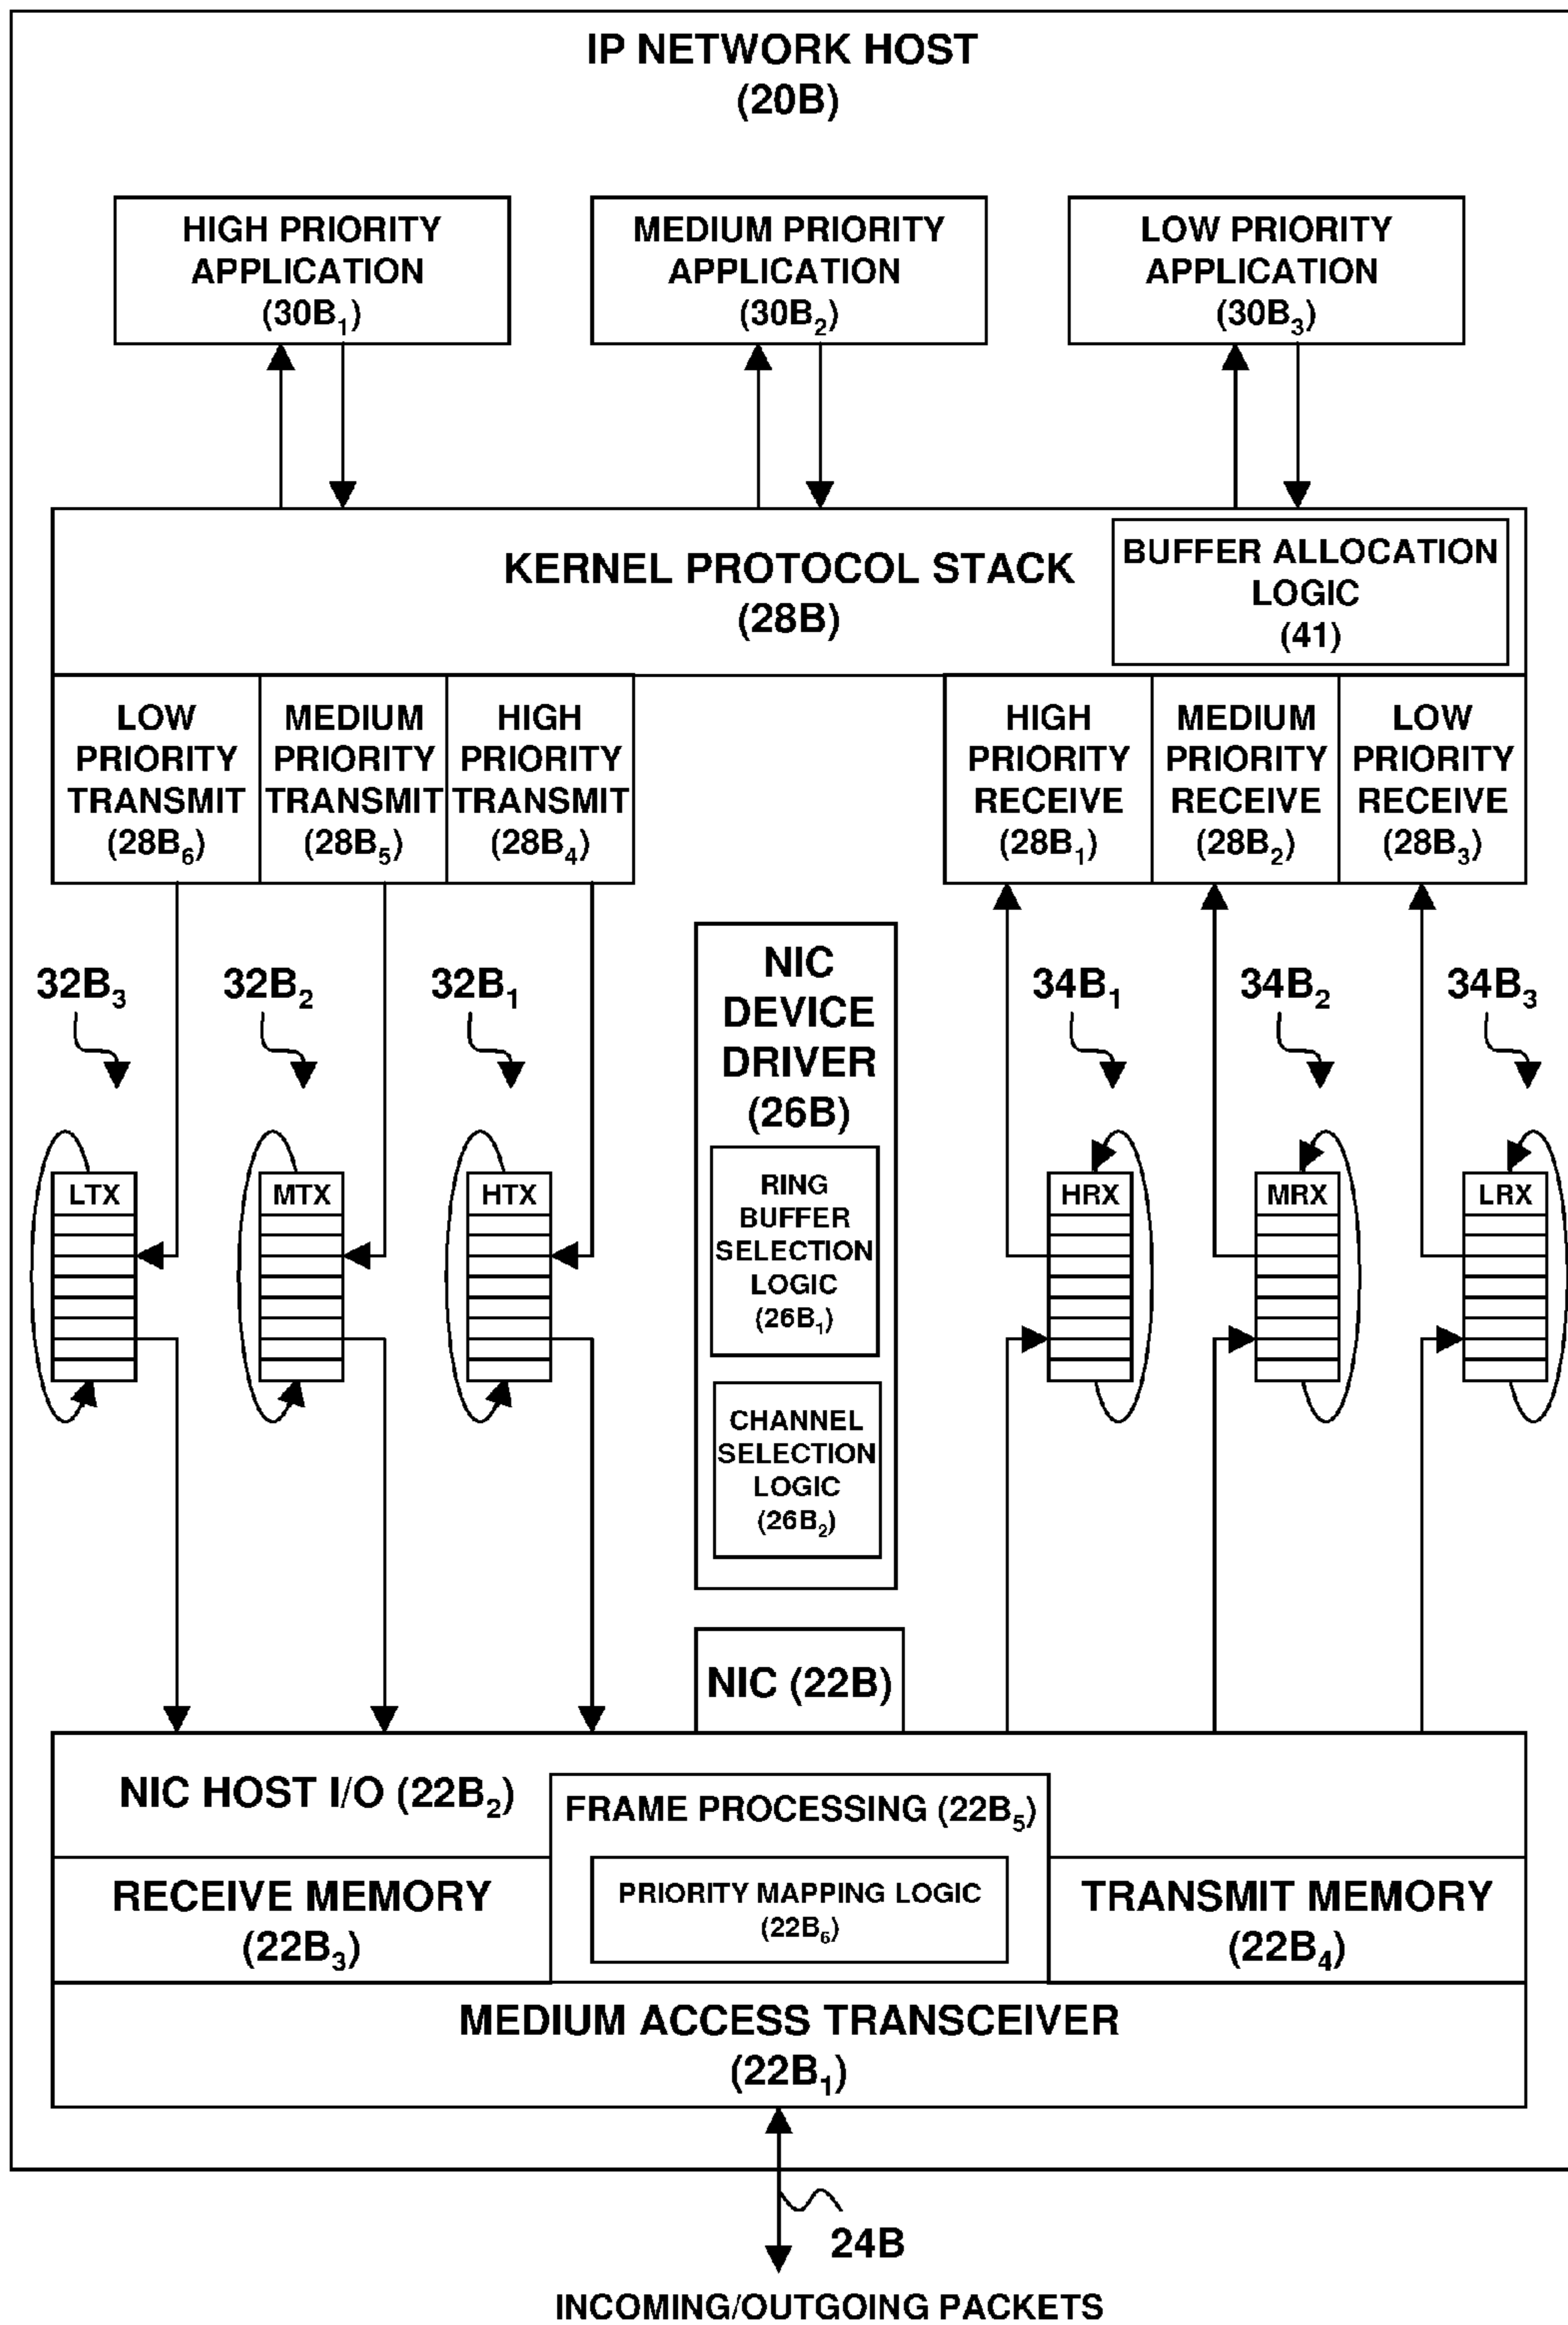 IP NETWORK HOST
(20B)
HIGH PRIORITY
APPLICATION
(30B₁)
MEDIUM PRIORITY
APPLICATION
(30B₂)
LOW PRIORITY
APPLICATION
(30B₃)
KERNEL PROTOCOL STACK
(28B)
BUFFER ALLOCATION
LOGIC
(41)
LOW
PRIORITY
TRANSMIT
(28B₆)
MEDIUM
PRIORITY
TRANSMIT
(28B₅)
HIGH
PRIORITY
TRANSMIT
(28B₄)
HIGH
PRIORITY
RECEIVE
(28B₁)
MEDIUM
PRIORITY
RECEIVE
(28B₂)
LOW
PRIORITY
RECEIVE
(28B₃)
32B₃
32B₂
32B₁
NIC
DEVICE
DRIVER
(26B)
34B₁
34B₂
34B₃
LTX
MTX
HTX
RING
BUFFER
SELECTION
LOGIC
(26B₁)
HRX
MRX
LRX
CHANNEL
SELECTION
LOGIC
(26B₂)
NIC (22B)
NIC HOST I/O (22B₂)
FRAME PROCESSING (22B₅)
RECEIVE MEMORY
(22B₃)
PRIORITY MAPPING LOGIC
(22B₆)
TRANSMIT MEMORY
(22B₄)
MEDIUM ACCESS TRANSCEIVER
(22B₁)
24B
INCOMING/OUTGOING PACKETS